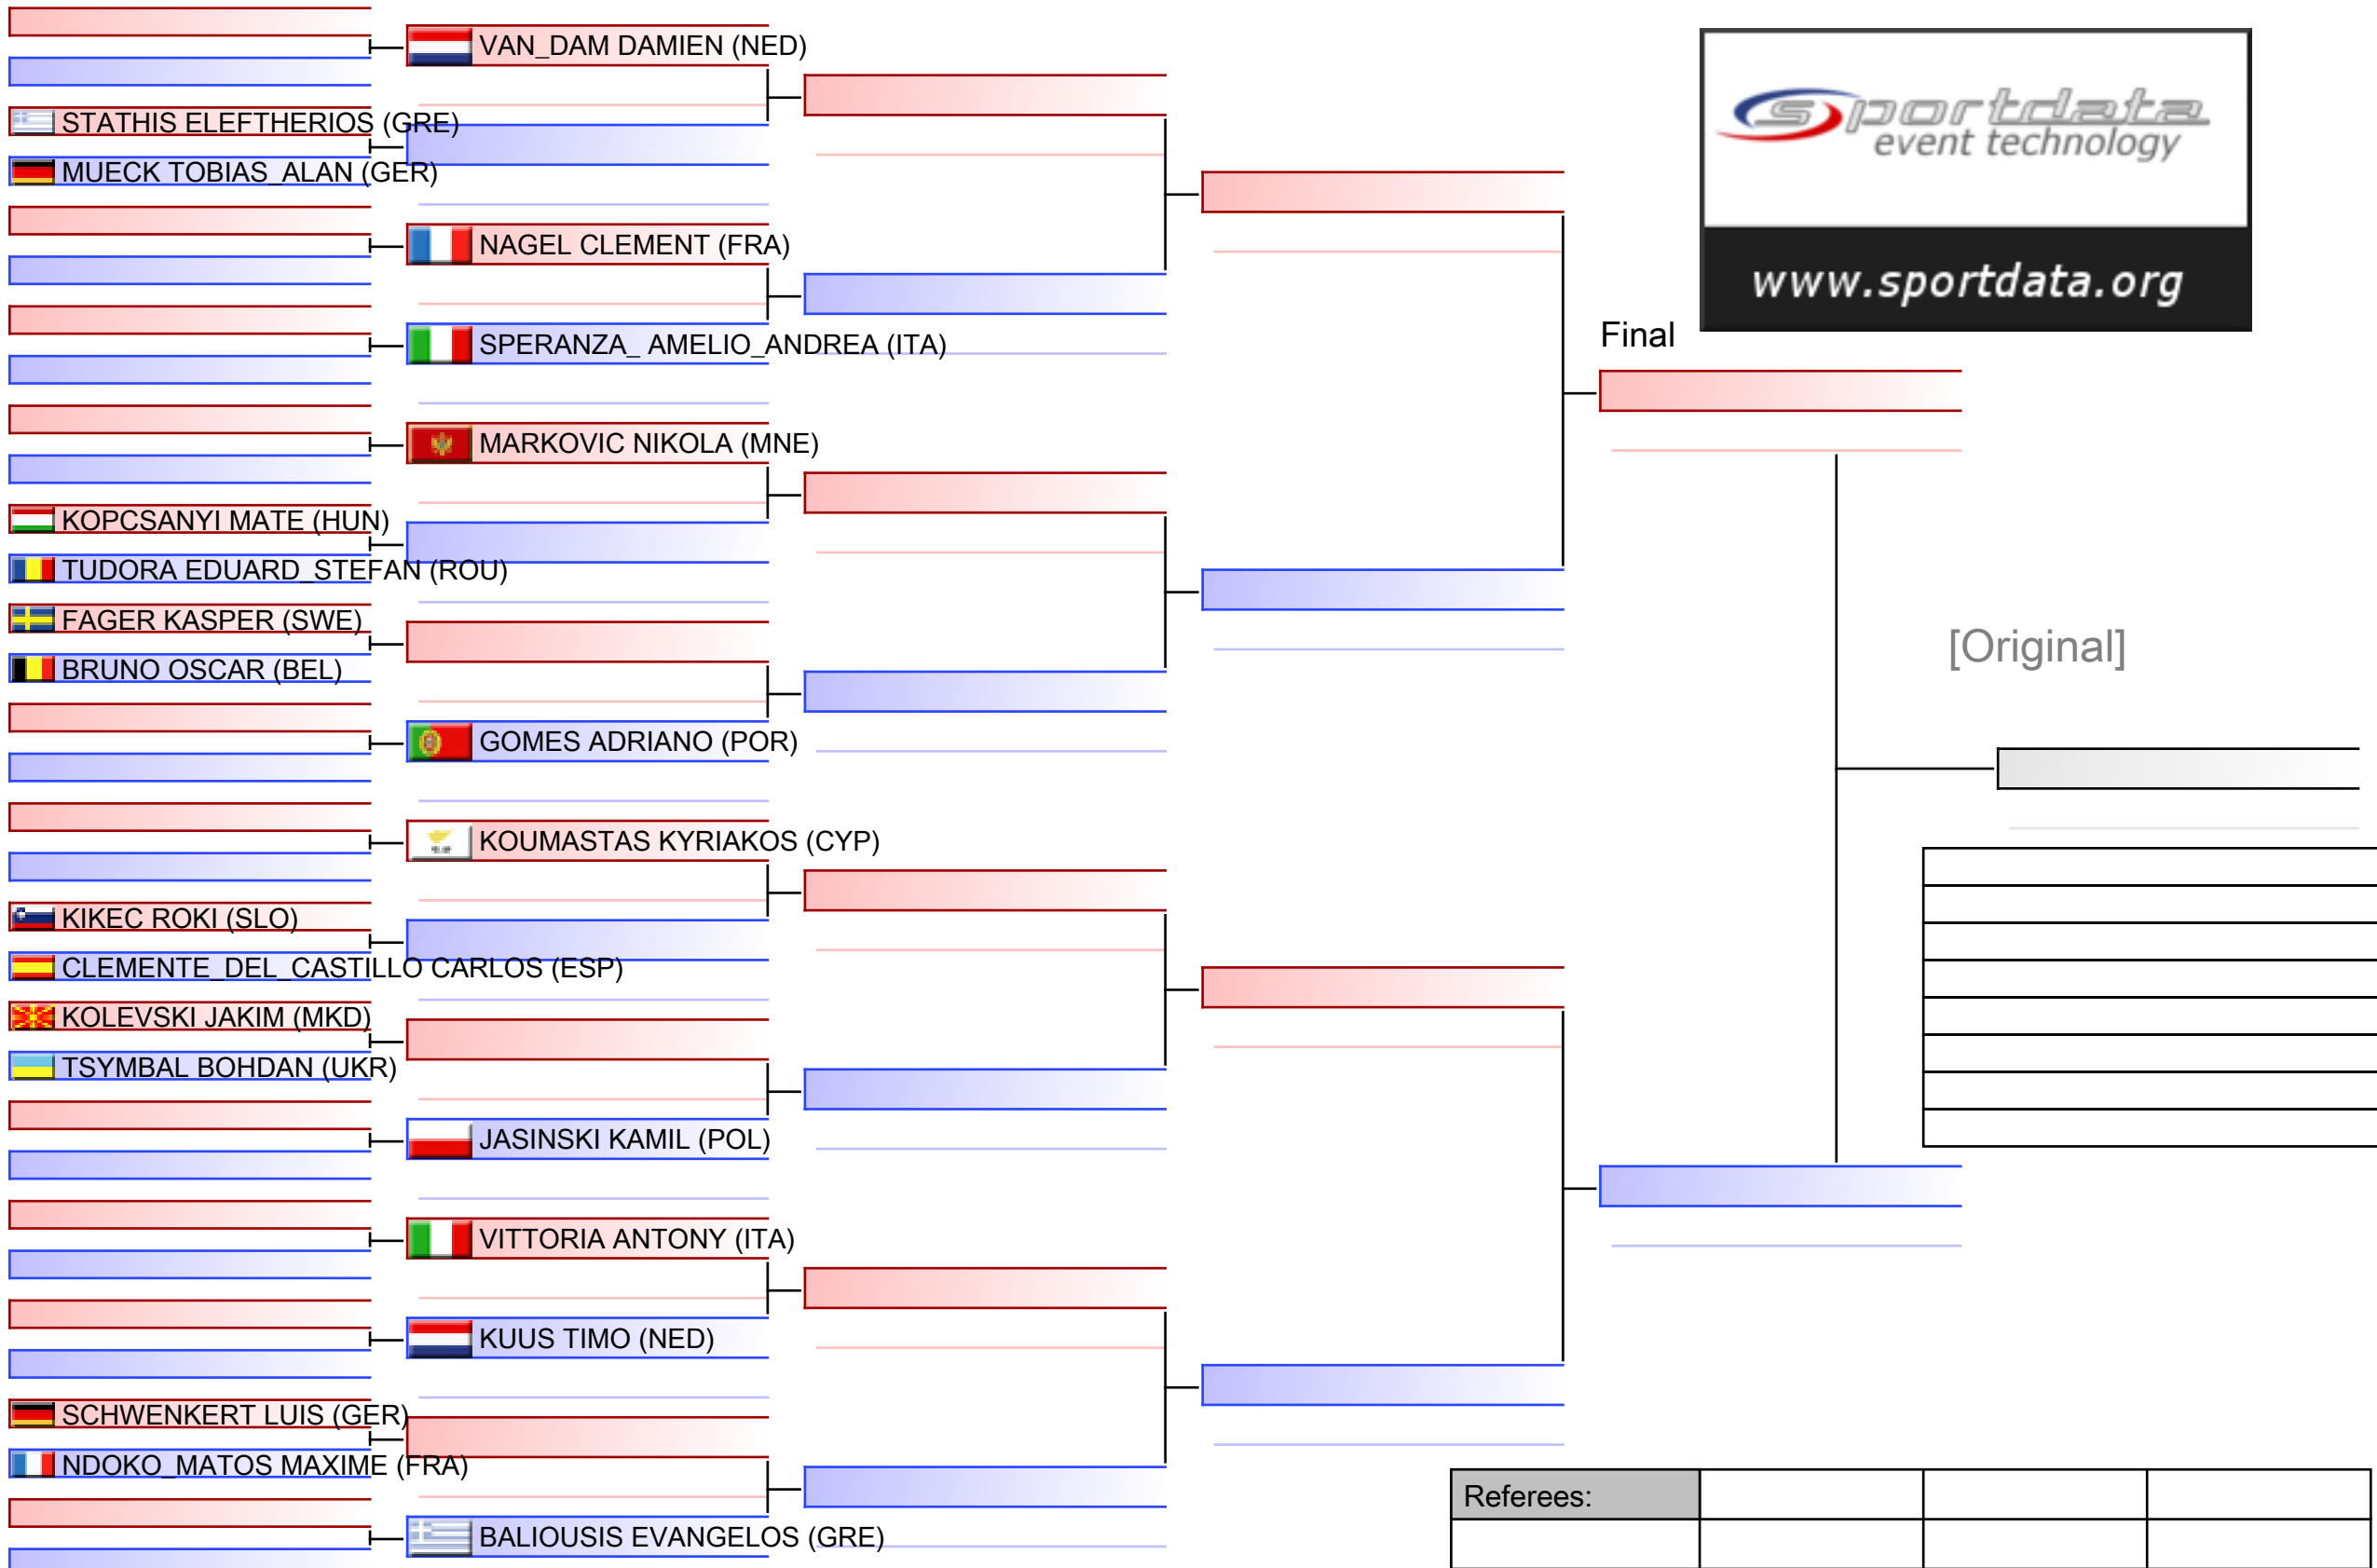 VAN_DAM DAMIEN (NED)
STATHIS ELEFTHERIOS (GRE)
MUECK TOBIAS_ALAN (GER)
NAGEL CLEMENT (FRA)
SPERANZA_ AMELIO_ANDREA (ITA)
MARKOVIC NIKOLA (MNE)
KOPCSANYI MATE (HUN)
TUDORA EDUARD_STEFAN (ROU)
FAGER KASPER (SWE)
BRUNO OSCAR (BEL)
GOMES ADRIANO (POR)
KOUMASTAS KYRIAKOS (CYP)
KIKEC ROKI (SLO)
CLEMENTE_DEL_CASTILLO CARLOS (ESP)
KOLEVSKI JAKIM (MKD)
TSYMBAL BOHDAN (UKR)
JASINSKI KAMIL (POL)
VITTORIA ANTONY (ITA)
KUUS TIMO (NED)
SCHWENKERT LUIS (GER)
NDOKO_MATOS MAXIME (FRA)
BALIOUSIS EVANGELOS (GRE)
sportdata
event technology
www.sportdata.org
Final
[Original]
Referees: